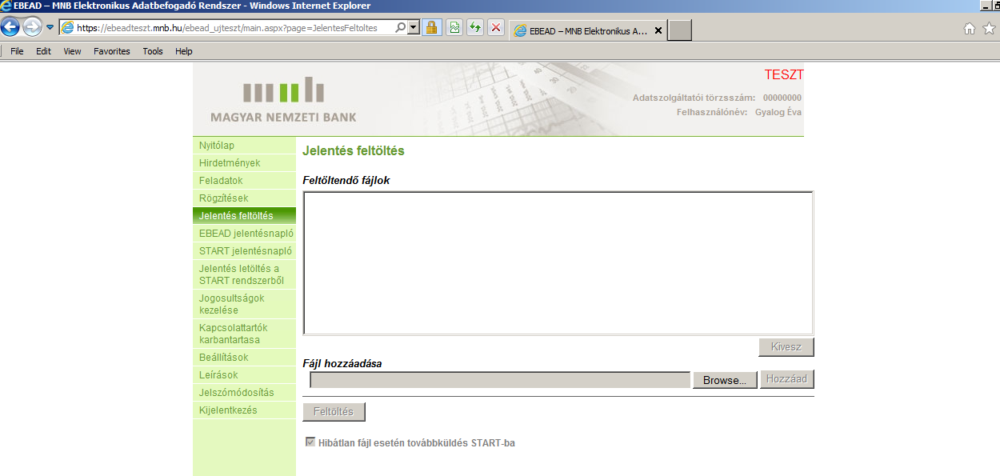 EBEAD – MNB Elektronikus Adatbefogadó Rendszer - Windows Internet Explorer
https://ebeadteszt.mnb.hu/ebead_ujteszt/main.aspx?page=JelentesFeltoltes
EBEAD – MNB Elektronikus A...
File Edit View Favorites Tools Help
TESZT
Adatszolgáltatói törzsszám: 00000000
Felhasználónév: Gyalog Éva
MAGYAR NEMZETI BANK
Nyitólap
Hirdetmények
Feladatok
Rögzítések
Jelentés feltöltés
EBEAD jelentésnapló
START jelentésnapló
Jelentés letöltés a
START rendszerből
Jogosultságok
kezelése
Kapcsolattartók
karbantartasa
Beállítások
Leírások
Jelszómódosítás
Kijelentkezés
Jelentés feltöltés
Feltöltendő fájlok
Kivesz
Fájl hozzáadása
Browse... Hozzáad
Feltöltés
Hibátlan fájl esetén továbbküldés START-ba